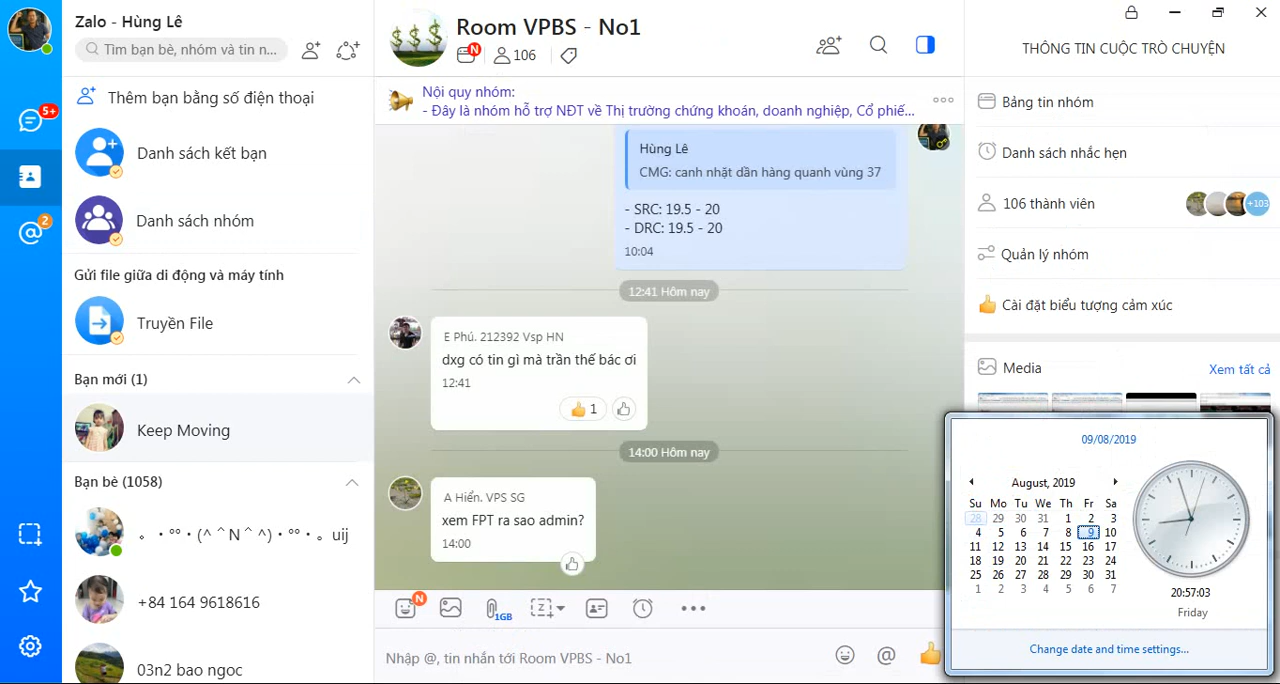 Zalo - Hùng Lê
Tìm bạn bè, nhóm và tin n...
5+
2
Thêm bạn bằng số điện thoại
Danh sách kết bạn
Danh sách nhóm
Gửi file giữa di động và máy tính
Truyền File
Bạn mới (1)
Keep Moving
Bạn bè (1058)
。・°°・(^＾N＾^)・°°・。uij
+84 164 9618616
03n2 bao ngoc
Room VPBS - No1
N
106
Nội quy nhóm:
- Đây là nhóm hỗ trợ NĐT về Thị trường chứng khoán, doanh nghiệp, Cổ phiế...
Hùng Lê
CMG: canh nhặt dần hàng quanh vùng 37
- SRC: 19.5 - 20
- DRC: 19.5 - 20
10:04
12:41 Hôm nay
E Phú. 212392 Vsp HN
dxg có tin gì mà trần thế bác ơi
12:41
1
14:00 Hôm nay
A Hiển. VPS SG
xem FPT ra sao admin?
14:00
N
1GB
Nhập @, tin nhắn tới Room VPBS - No1
THÔNG TIN CUỘC TRÒ CHUYỆN
Bảng tin nhóm
Danh sách nhắc hẹn
106 thành viên
+103
Quản lý nhóm
Cài đặt biểu tượng cảm xúc
Media
Xem tất cả
09/08/2019
August, 2019
Su Mo Tu We Th Fr Sa
28 29 30 31 1 2 3
4 5 6 7 8 9 10
11 12 13 14 15 16 17
18 19 20 21 22 23 24
25 26 27 28 29 30 31
1 2 3 4 5 6 7
20:57:03
Friday
Change date and time settings...